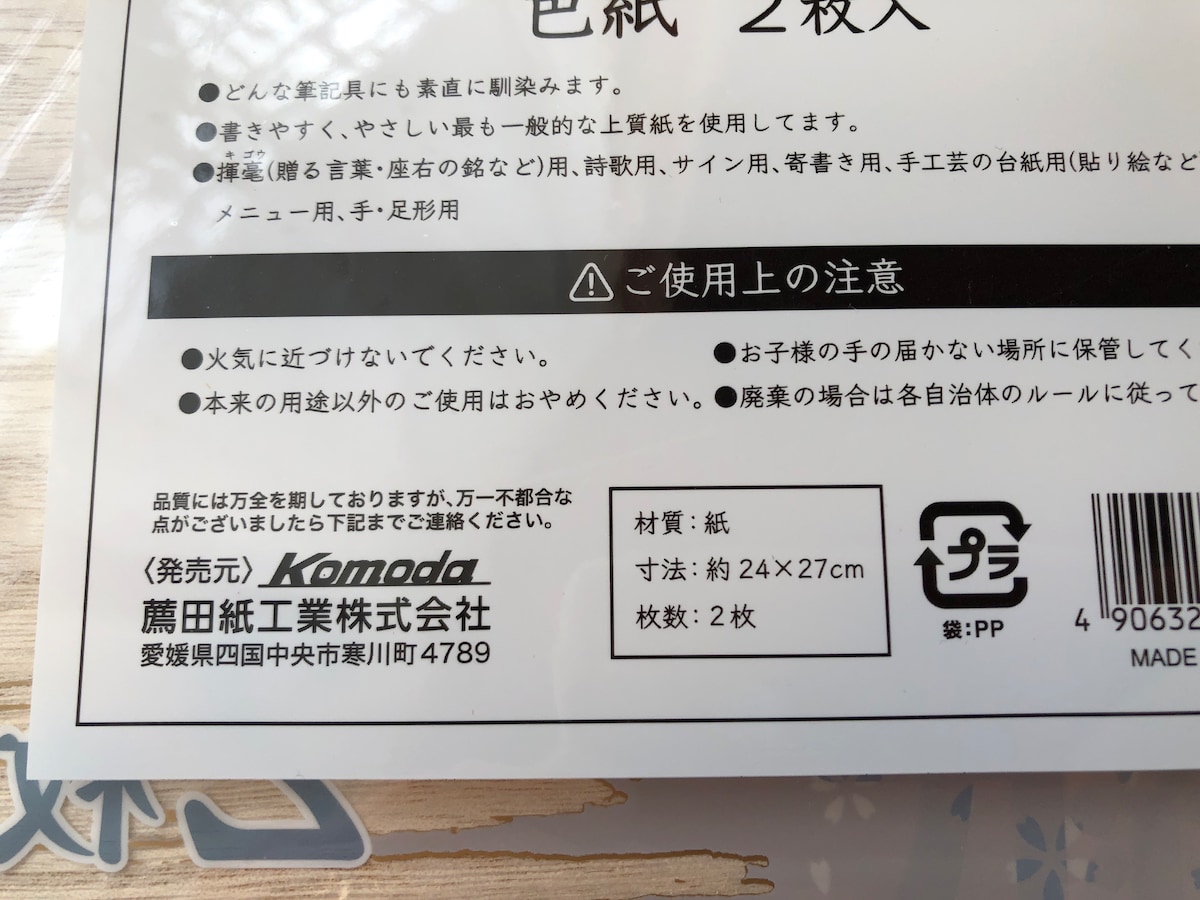 色紙 2枚入
●どんな筆記具にも素直に馴染みます。
●書きやすく、やさしい最も一般的な上質紙を使用してます。
キ ゴウ
●揮毫(贈る言葉・座右の銘など)用、詩歌用、サイン用、寄書き用、手工芸の台紙用(貼り絵など
メニュー用、手・足形用
⚠ご使用上の注意
●火気に近づけないでください。
●お子様の手の届かない場所に保管してく
●本来の用途以外のご使用はおやめください。
●廃棄の場合は各自治体のルールに従って
品質には万全を期しておりますが、万一不都合な
点がございましたら下記までご連絡ください。
〈発売元〉Komoda
薦田紙工業株式会社
愛媛県四国中央市寒川町4789
材質：紙
寸法：約24×27cm
枚数：2枚
プラ
袋：PP
4 90632
MADE